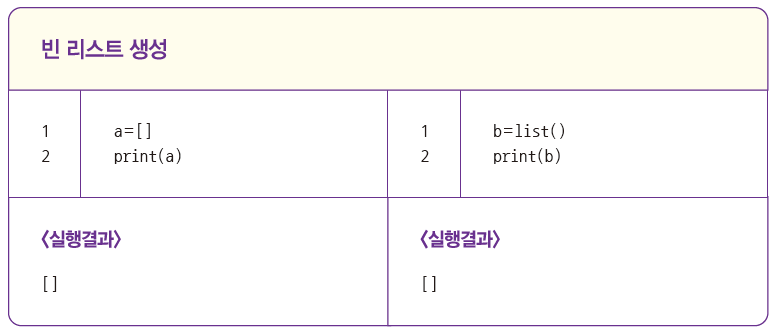 빈 리스트 생성
1 a=[]
2 print(a)
1 b=list()
2 print(b)
<실행결과>
[]
<실행결과>
[]